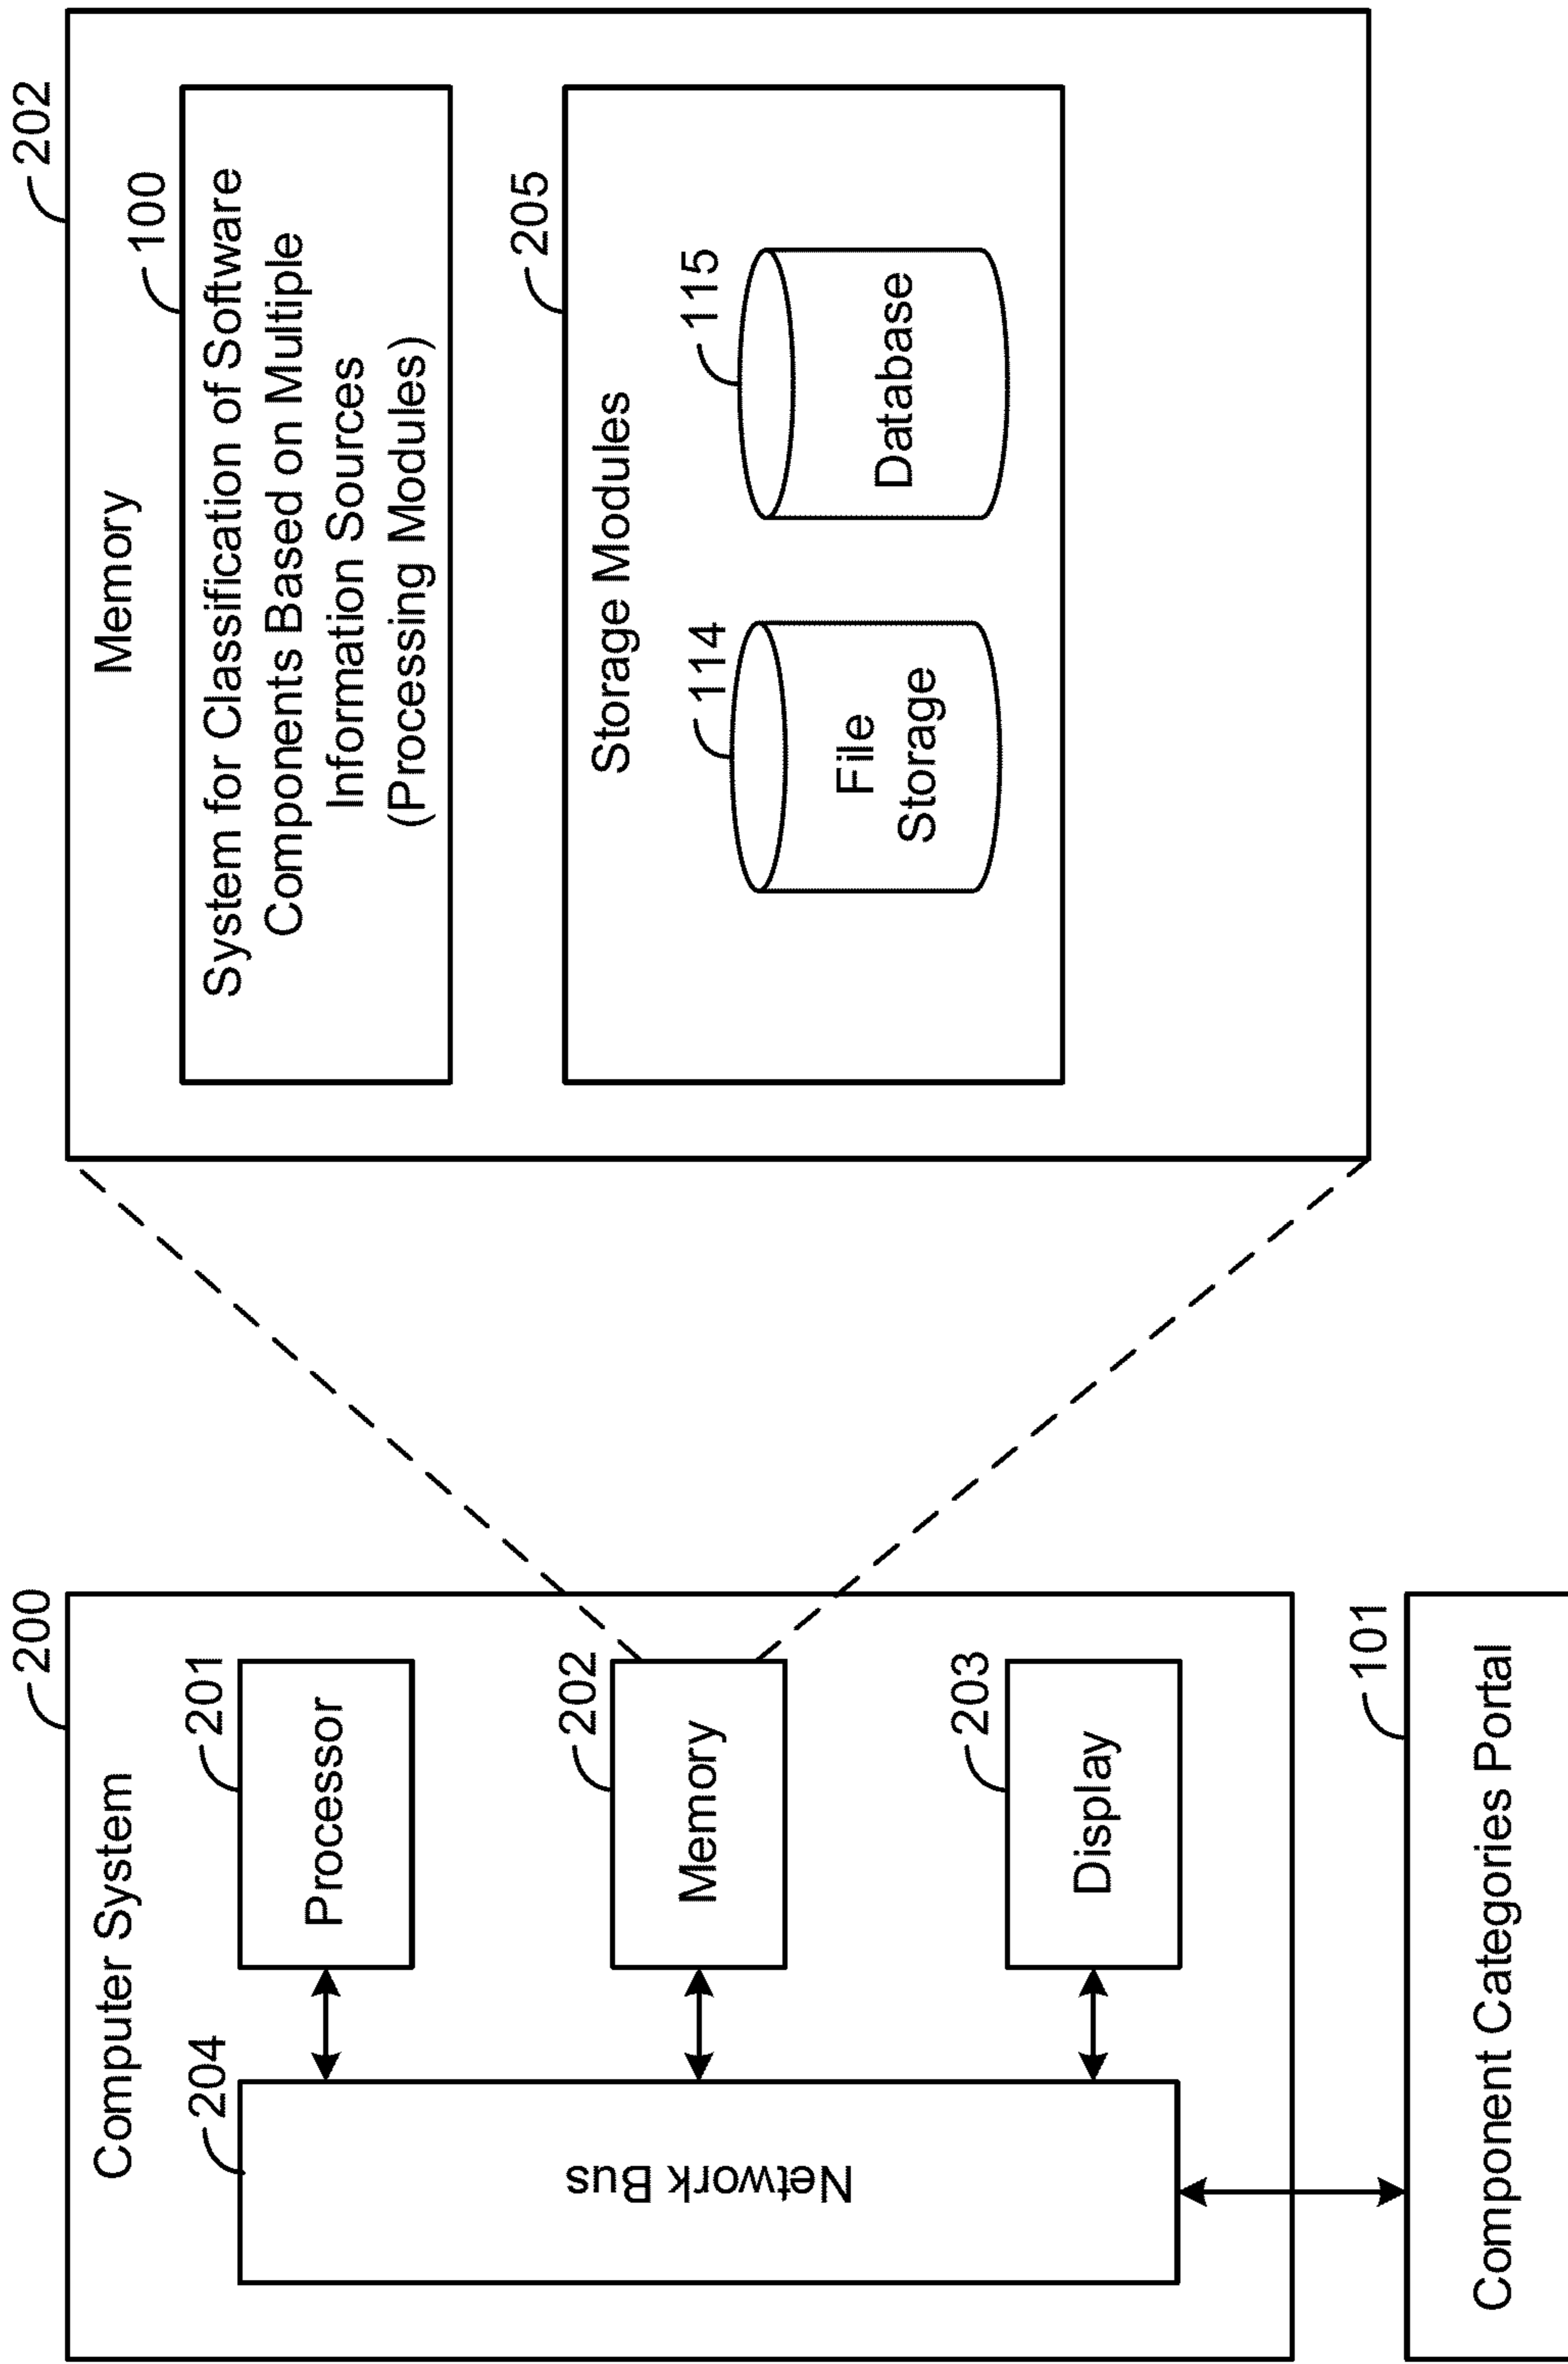 200
Computer System
204
Network Bus
201
Processor
202
Memory
203
Display
101
Component Categories Portal
202
Memory
100
System for Classification of Software
Components Based on Multiple
Information Sources
(Processing Modules)
205
Storage Modules
114
File
Storage
115
Database